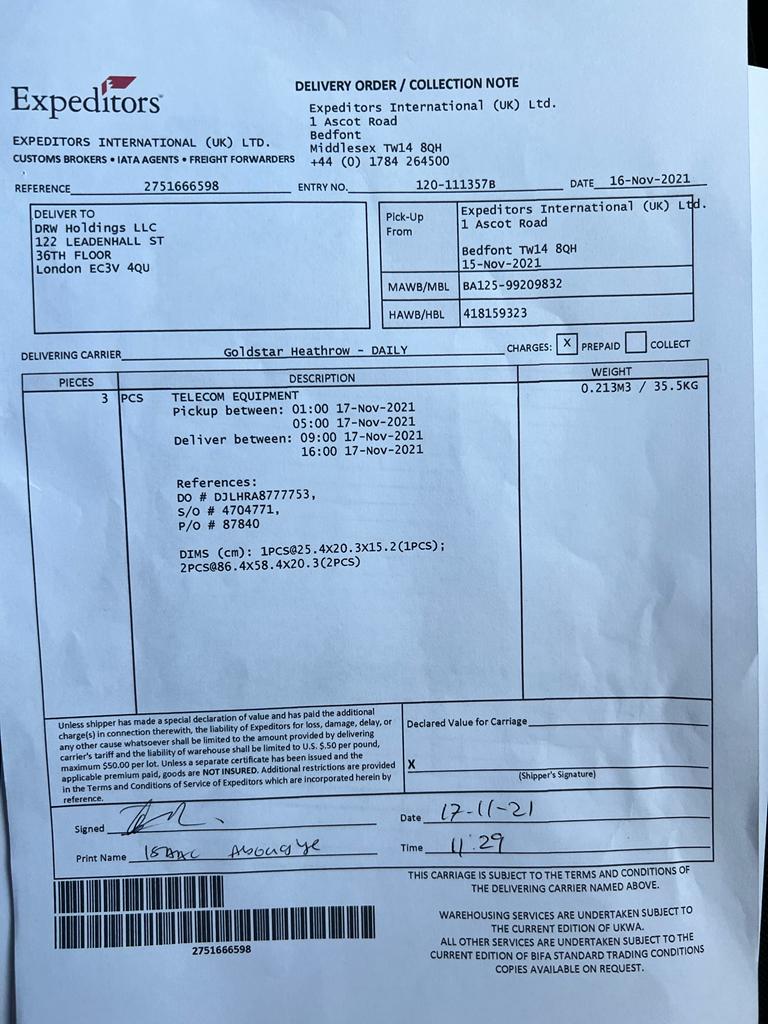 Expeditors
DELIVERY ORDER / COLLECTION NOTE
Expeditors International (UK) Ltd.
1 Ascot Road
Bedfont
Middlesex TW14 8QH
+44 (0) 1784 264500
EXPEDITORS INTERNATIONAL (UK) LTD.
CUSTOMS BROKERS • IATA AGENTS • FREIGHT FORWARDERS
REFERENCE 2751666598 ENTRY NO. 120-111357B DATE 16-Nov-2021
DELIVER TO
DRW Holdings LLC
122 LEADENHALL ST
36TH FLOOR
London EC3V 4QU
Pick-Up From
Expeditors International (UK) Ltd.
1 Ascot Road
Bedfont TW14 8QH
15-Nov-2021
MAWB/MBL BA125-99209832
HAWB/HBL 418159323
DELIVERING CARRIER Goldstar Heathrow - DAILY CHARGES: X PREPAID COLLECT
PIECES DESCRIPTION WEIGHT
3 PCS TELECOM EQUIPMENT 0.213M3 / 35.5KG
Pickup between: 01:00 17-Nov-2021
05:00 17-Nov-2021
Deliver between: 09:00 17-Nov-2021
16:00 17-Nov-2021
References:
DO # DJLHRA8777753,
S/O # 4704771,
P/O # 87840
DIMS (cm): 1PCS@25.4X20.3X15.2(1PCS);
2PCS@86.4X58.4X20.3(2PCS)
Unless shipper has made a special declaration of value and has paid the additional
charge(s) in connection therewith, the liability of Expeditors for loss, damage, delay, or
any other cause whatsoever shall be limited to the amount provided by delivering
carrier's tariff and the liability of warehouse shall be limited to U.S. $.50 per pound,
maximum $50.00 per lot. Unless a separate certificate has been issued and the
applicable premium paid, goods are NOT INSURED. Additional restrictions are provided
in the Terms and Conditions of Service of Expeditors which are incorporated herein by
reference.
Declared Value for Carriage
X
(Shipper's Signature)
Signed
Date 17-11-21
Print Name
Time 11:29
THIS CARRIAGE IS SUBJECT TO THE TERMS AND CONDITIONS OF
THE DELIVERING CARRIER NAMED ABOVE.
WAREHOUSING SERVICES ARE UNDERTAKEN SUBJECT TO
THE CURRENT EDITION OF UKWA.
ALL OTHER SERVICES ARE UNDERTAKEN SUBJECT TO THE
CURRENT EDITION OF BIFA STANDARD TRADING CONDITIONS
COPIES AVAILABLE ON REQUEST.
2751666598